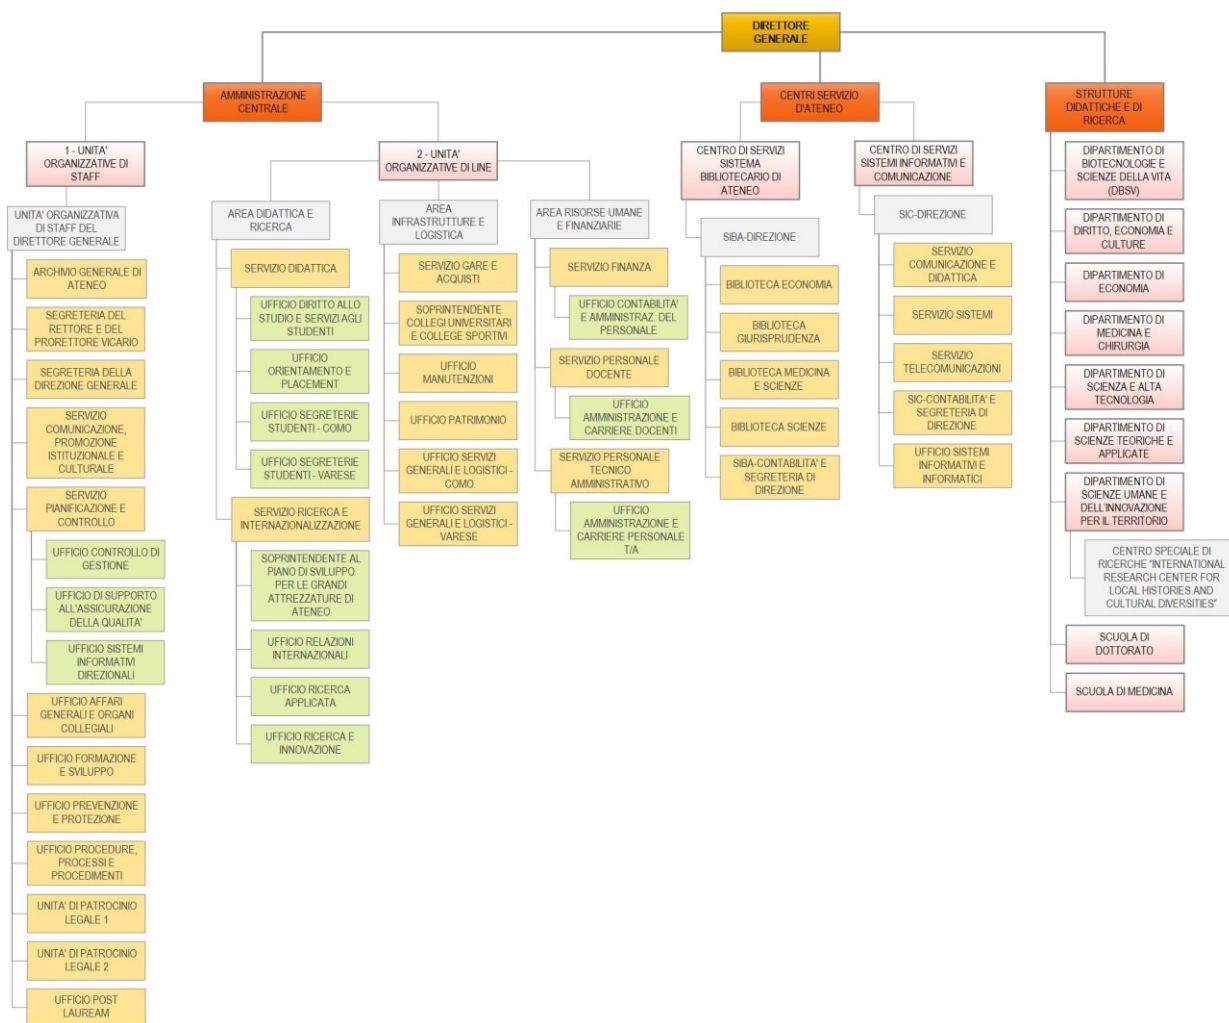 DIRETTORE
GENERALE
AMMINISTRAZIONE
CENTRALE
1 - UNITA'
ORGANIZZATIVE DI
STAFF
UNITA' ORGANIZZATIVA
DI STAFF DEL
DIRETTORE GENERALE
ARCHIVIO GENERALE DI
ATENEO
SEGRETERIA DEL
RETTORE E DEL
PRORETTORE VICARIO
SEGRETERIA DELLA
DIREZIONE GENERALE
SERVIZIO
COMUNICAZIONE,
PROMOZIONE
ISTITUZIONALE E
CULTURALE
SERVIZIO
PIANIFICAZIONE E
CONTROLLO
UFFICIO CONTROLLO DI
GESTIONE
UFFICIO DI SUPPORTO
ALL'ASSICURAZIONE
DELLA QUALITA'
UFFICIO SISTEMI
INFORMATIVI
DIREZIONALI
UFFICIO AFFARI
GENERALI E ORGANI
COLLEGIALI
UFFICIO FORMAZIONE
E SVILUPPO
UFFICIO PREVENZIONE
E PROTEZIONE
UFFICIO PROCEDURE,
PROCESSI E
PROCEDIMENTI
UNITA' DI PATROCINIO
LEGALE 1
UNITA' DI PATROCINIO
LEGALE 2
UFFICIO POST
LAUREAM
2 - UNITA'
ORGANIZZATIVE DI LINE
AREA DIDATTICA E
RICERCA
SERVIZIO DIDATTICA
UFFICIO DIRITTO ALLO
STUDIO E SERVIZI AGLI
STUDENTI
UFFICIO
ORIENTAMENTO E
PLACEMENT
UFFICIO SEGRETERIE
STUDENTI - COMO
UFFICIO SEGRETERIE
STUDENTI - VARESE
SERVIZIO RICERCA E
INTERNAZIONALIZZAZIONE
SOPRINTENDENTE AL
PIANO DI SVILUPPO
PER LE GRANDI
ATTREZZATURE DI
ATENEO
UFFICIO RELAZIONI
INTERNAZIONALI
UFFICIO RICERCA
APPLICATA
UFFICIO RICERCA E
INNOVAZIONE
AREA
INFRASTRUTTURE E
LOGISTICA
SERVIZIO GARE E
ACQUISTI
SOPRINTENDENTE
COLLEGI UNIVERSITARI
E COLLEGE SPORTIVI
UFFICIO
MANUTENZIONI
UFFICIO PATRIMONIO
UFFICIO SERVIZI
GENERALI E LOGISTICI -
COMO
UFFICIO SERVIZI
GENERALI E LOGISTICI -
VARESE
AREA RISORSE UMANE
E FINANZIARIE
SERVIZIO FINANZA
UFFICIO CONTABILITA'
E AMMINISTRAZ. DEL
PERSONALE
SERVIZIO PERSONALE
DOCENTE
UFFICIO
AMMINISTRAZIONE E
CARRIERE DOCENTI
SERVIZIO PERSONALE
TECNICO
AMMINISTRATIVO
UFFICIO
AMMINISTRAZIONE E
CARRIERE PERSONALE
T/A
CENTRI SERVIZIO
D'ATENEO
CENTRO DI SERVIZI
SISTEMA
BIBLIOTECARIO DI
ATENEO
SIBA-DIREZIONE
BIBLIOTECA ECONOMIA
BIBLIOTECA
GIURISPRUDENZA
BIBLIOTECA MEDICINA
E SCIENZE
BIBLIOTECA SCIENZE
SIBA-CONTABILITA' E
SEGRETERIA DI
DIREZIONE
CENTRO DI SERVIZI
SISTEMI INFORMATIVI E
COMUNICAZIONE
SIC-DIREZIONE
SERVIZIO
COMUNICAZIONE E
DIDATTICA
SERVIZIO SISTEMI
SERVIZIO
TELECOMUNICAZIONI
SIC-CONTABILITA' E
SEGRETERIA DI
DIREZIONE
UFFICIO SISTEMI
INFORMATIVI E
INFORMATICI
STRUTTURE
DIDATTICHE E DI
RICERCA
DIPARTIMENTO DI
BIOTECNOLOGIE E
SCIENZE DELLA VITA
(DBSV)
DIPARTIMENTO DI
DIRITTO, ECONOMIA E
CULTURE
DIPARTIMENTO DI
ECONOMIA
DIPARTIMENTO DI
MEDICINA E
CHIRURGIA
DIPARTIMENTO DI
SCIENZA E ALTA
TECNOLOGIA
DIPARTIMENTO DI
SCIENZE TEORICHE E
APPLICATE
DIPARTIMENTO DI
SCIENZE UMANE E
DELL'INNOVAZIONE
PER IL TERRITORIO
CENTRO SPECIALE DI
RICERCHE "INTERNATIONAL
RESEARCH CENTER FOR
LOCAL HISTORIES AND
CULTURAL DIVERSITIES"
SCUOLA DI
DOTTORATO
SCUOLA DI MEDICINA